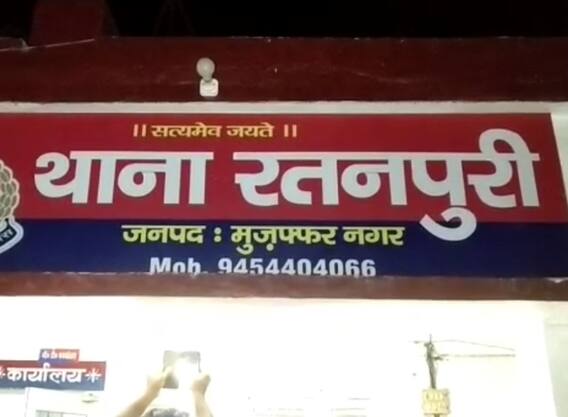 ।। सत्यमेव जयते ।।
थाना रतनपुरी
जनपद : मुज़फ्फर नगर
Mob. 9454404066
कार्यालय